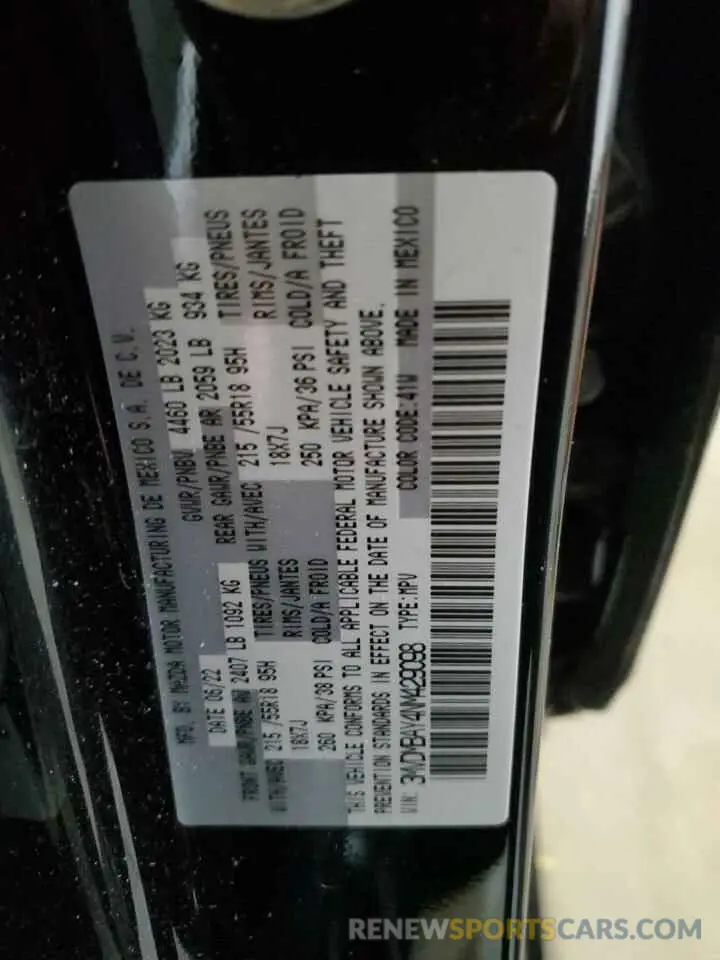 MFD. BY MAZDA MOTOR MANUFACTURING DE MEXICO S.A. DE C.V.
DATE 06/22 GVWR/PNBV 4460 LB 2023 KG
FRONT GAWR/PNBE AV 2407 LB 1092 KG REAR GAWR/PNBE AR 2059 LB 934 KG
WITH/AVEC 215 /55R18 95H TIRES/PNEUS WITH/AVEC 215 /55R18 95H TIRES/PNEUS
18X7J RIMS/JANTES 18X7J RIMS/JANTES
260 KPA/38 PSI COLD/A FROID 250 KPA/36 PSI COLD/A FROID
THIS VEHICLE CONFORMS TO ALL APPLICABLE FEDERAL MOTOR VEHICLE SAFETY AND THEFT
PREVENTION STANDARDS IN EFFECT ON THE DATE OF MANUFACTURE SHOWN ABOVE.
VIN: 3MVDMBAY4NM429098 TYPE:MPV COLOR CODE:41W MADE IN MEXICO
RENEWSPORTSCARS.COM